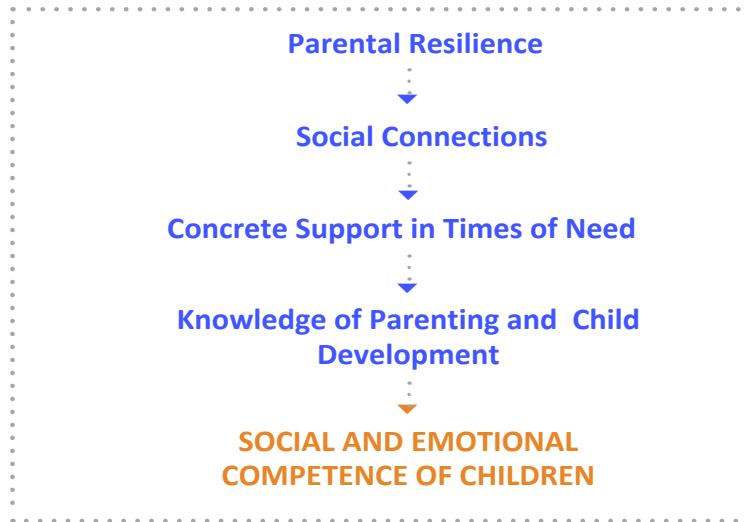 Parental Resilience
Social Connections
Concrete Support in Times of Need
Knowledge of Parenting and  Child
Development
SOCIAL AND EMOTIONAL
COMPETENCE OF CHILDREN